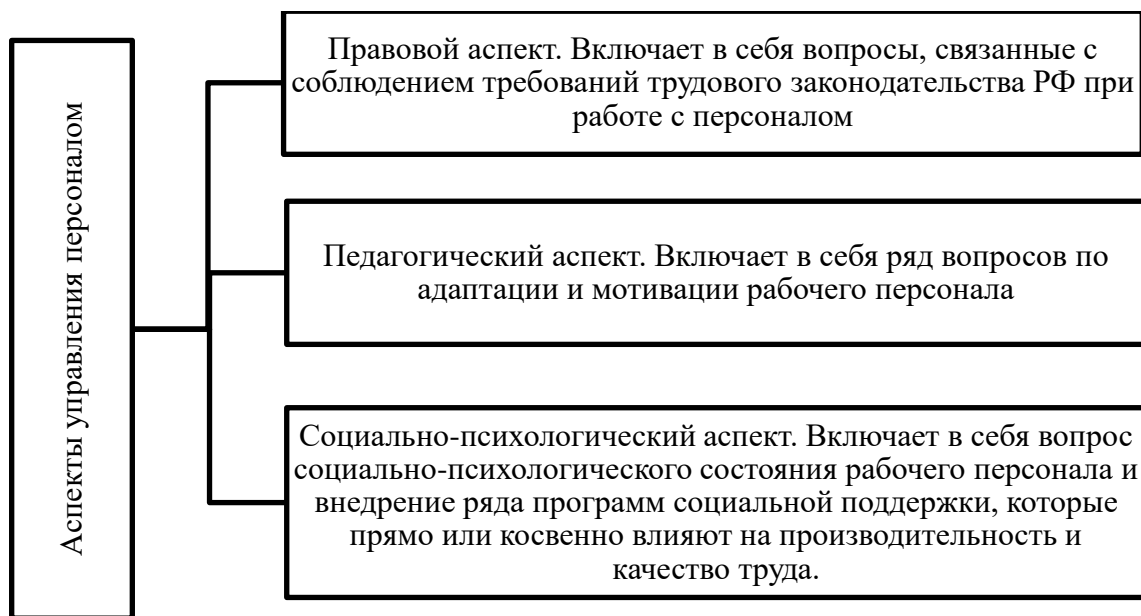 Аспекты управления персоналом
Правовой аспект. Включает в себя вопросы, связанные с
соблюдением требований трудового законодательства РФ при
работе с персоналом
Педагогический аспект. Включает в себя ряд вопросов по
адаптации и мотивации рабочего персонала
Социально-психологический аспект. Включает в себя вопрос
социально-психологического состояния рабочего персонала и
внедрение ряда программ социальной поддержки, которые
прямо или косвенно влияют на производительность и
качество труда.